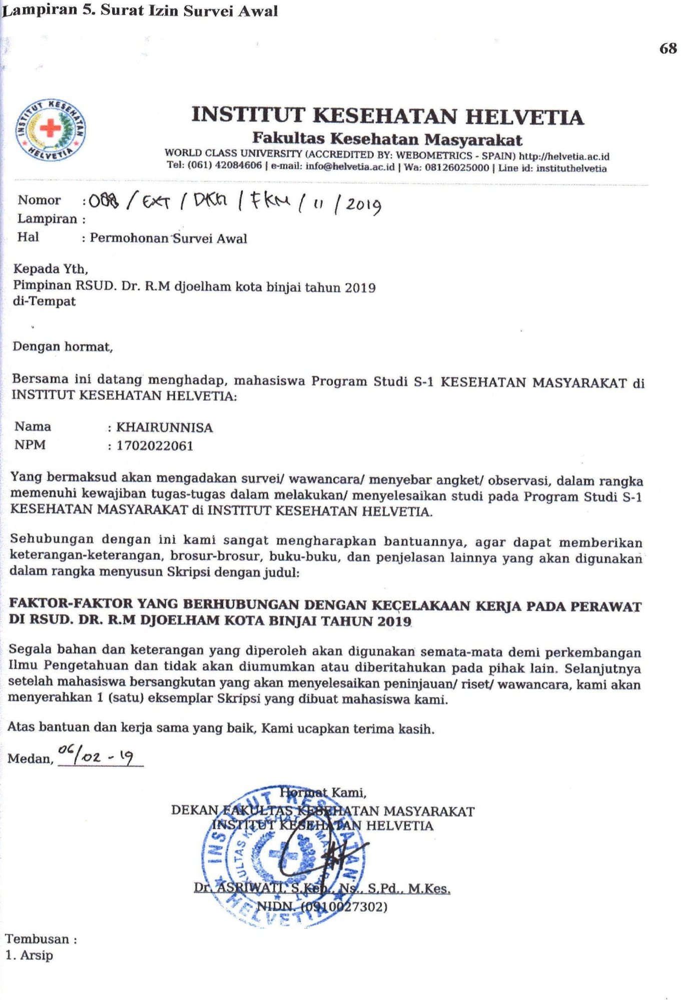 Lampiran 5. Surat Izin Survei Awal
68
INSTITUT KESEHATAN HELVETIA
INSTITUT KESEHATAN HELVETIA
Fakultas Kesehatan Masyarakat
WORLD CLASS UNIVERSITY (ACCREDITED BY: WEBOMETRICS - SPAIN) http://helvetia.ac.id
Tel: (061) 42084606 | e-mail: info@helvetia.ac.id | Wa: 08126025000 | Line id: instituthelvetia
Nomor : 088 / EXT / DKN / FKM / 11 / 2019
Lampiran :
Hal : Permohonan Survei Awal
Kepada Yth,
Pimpinan RSUD. Dr. R.M djoelham kota binjai tahun 2019
di-Tempat
Dengan hormat,
Bersama ini datang menghadap, mahasiswa Program Studi S-1 KESEHATAN MASYARAKAT di
INSTITUT KESEHATAN HELVETIA:
Nama : KHAIRUNNISA
NPM : 1702022061
Yang bermaksud akan mengadakan survei/ wawancara/ menyebar angket/ observasi, dalam rangka
memenuhi kewajiban tugas-tugas dalam melakukan/ menyelesaikan studi pada Program Studi S-1
KESEHATAN MASYARAKAT di INSTITUT KESEHATAN HELVETIA.
Sehubungan dengan ini kami sangat mengharapkan bantuannya, agar dapat memberikan
keterangan-keterangan, brosur-brosur, buku-buku, dan penjelasan lainnya yang akan digunakan
dalam rangka menyusun Skripsi dengan judul:
FAKTOR-FAKTOR YANG BERHUBUNGAN DENGAN KECELAKAAN KERJA PADA PERAWAT
DI RSUD. DR. R.M DJOELHAM KOTA BINJAI TAHUN 2019
Segala bahan dan keterangan yang diperoleh akan digunakan semata-mata demi perkembangan
Ilmu Pengetahuan dan tidak akan diumumkan atau diberitahukan pada pihak lain. Selanjutnya
setelah mahasiswa bersangkutan yang akan menyelesaikan peninjauan/ riset/ wawancara, kami akan
menyerahkan 1 (satu) eksemplar Skripsi yang dibuat mahasiswa kami.
Atas bantuan dan kerja sama yang baik, Kami ucapkan terima kasih.
Medan, 06/02 - 19
Hormat Kami,
DEKAN FAKULTAS KESEHATAN MASYARAKAT
INSTITUT KESEHATAN HELVETIA
INSTITUT KESEHATAN HELVETIA
FAKULTAS KESEHATAN MASYARAKAT
Dr. ASRIWATI, S.Kep., Ns., S.Pd., M.Kes.
NIDN. (0910027302)
Tembusan :
1. Arsip